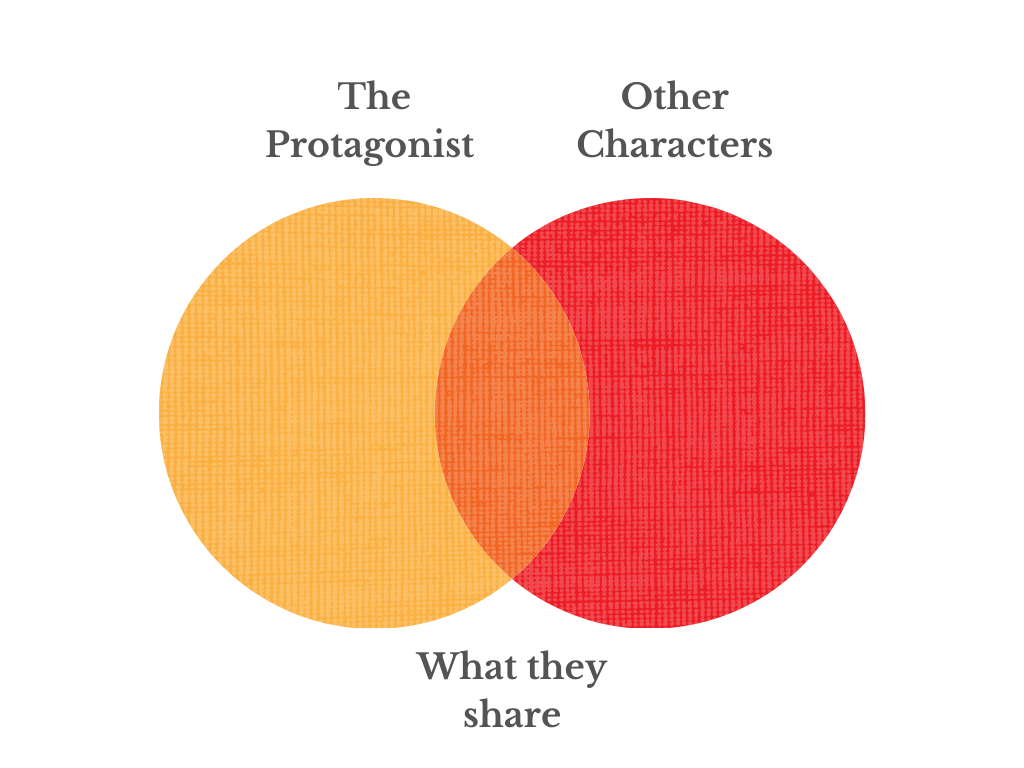 The
Protagonist
Other
Characters
What they
share